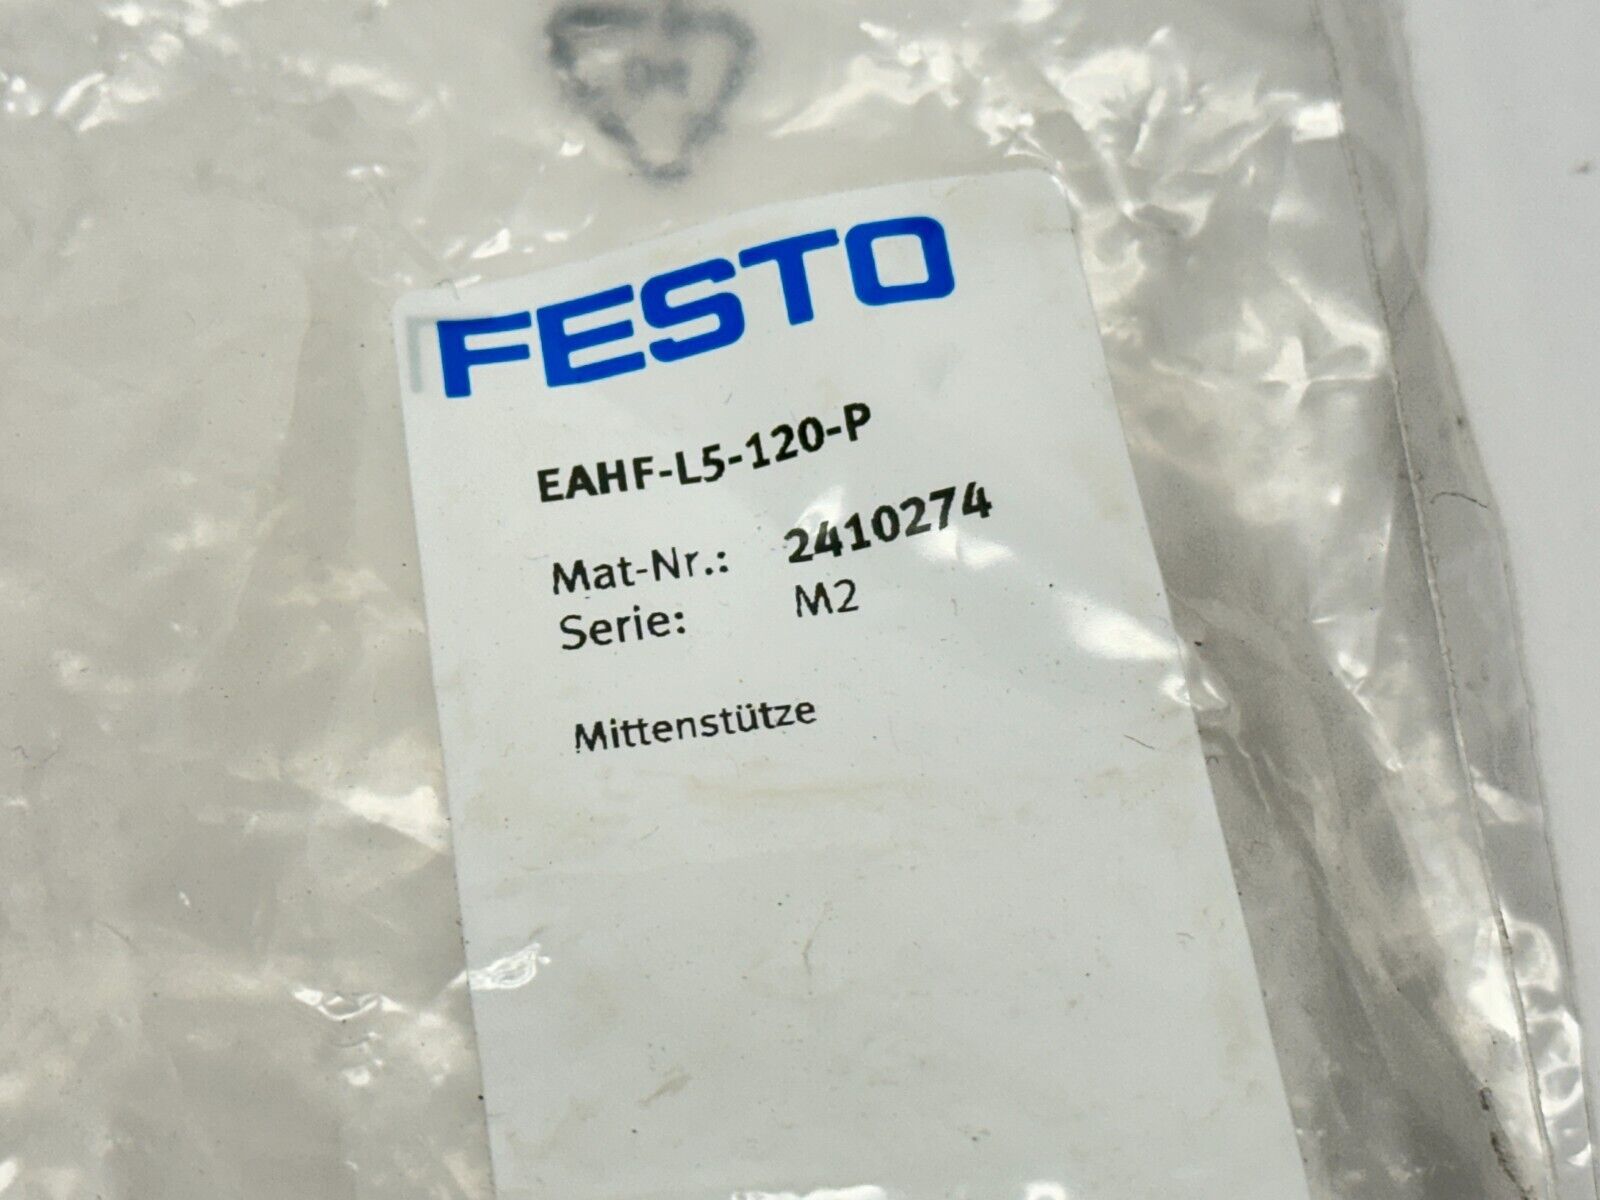 FESTO
EAHF-L5-120-P
Mat-Nr.: 2410274
Serie: M2
Mittenstütze